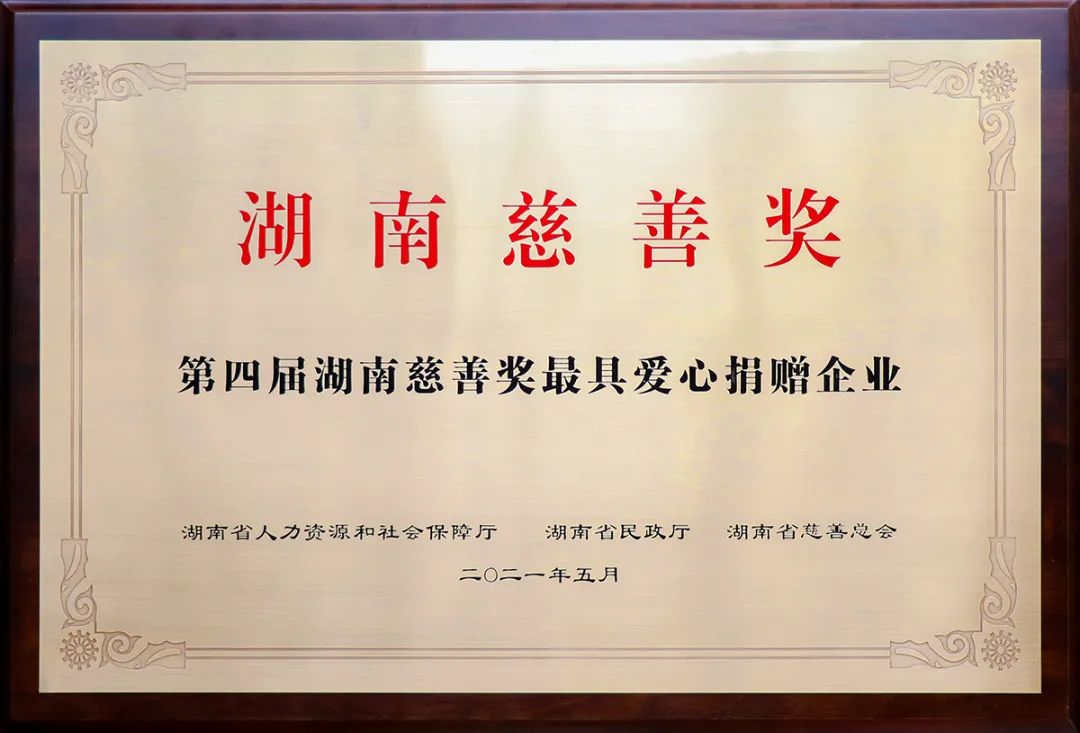 湖南慈善奖
第四届湖南慈善奖最具爱心捐赠企业
湖南省人力资源和社会保障厅 湖南省民政厅 湖南省慈善总会
二〇二一年五月